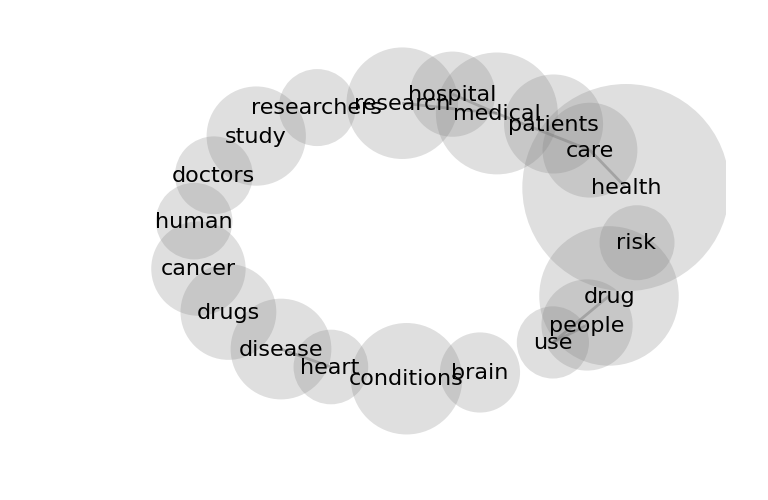 hospital
research
researchers
medical
patients
study
care
doctors
health
human
risk
cancer
drug
drugs
people
use
disease
heart
brain
conditions